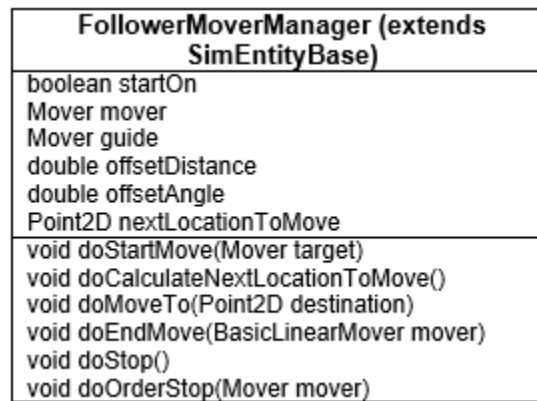 FollowerMoverManager (extends
SimEntityBase)
boolean startOn
Mover mover
Mover guide
double offsetDistance
double offsetAngle
Point2D nextLocationToMove
void doStartMove(Mover target)
void doCalculateNextLocationToMove()
void doMoveTo(Point2D destination)
void doEndMove(BasicLinearMover mover)
void doStop()
void doOrderStop(Mover mover)